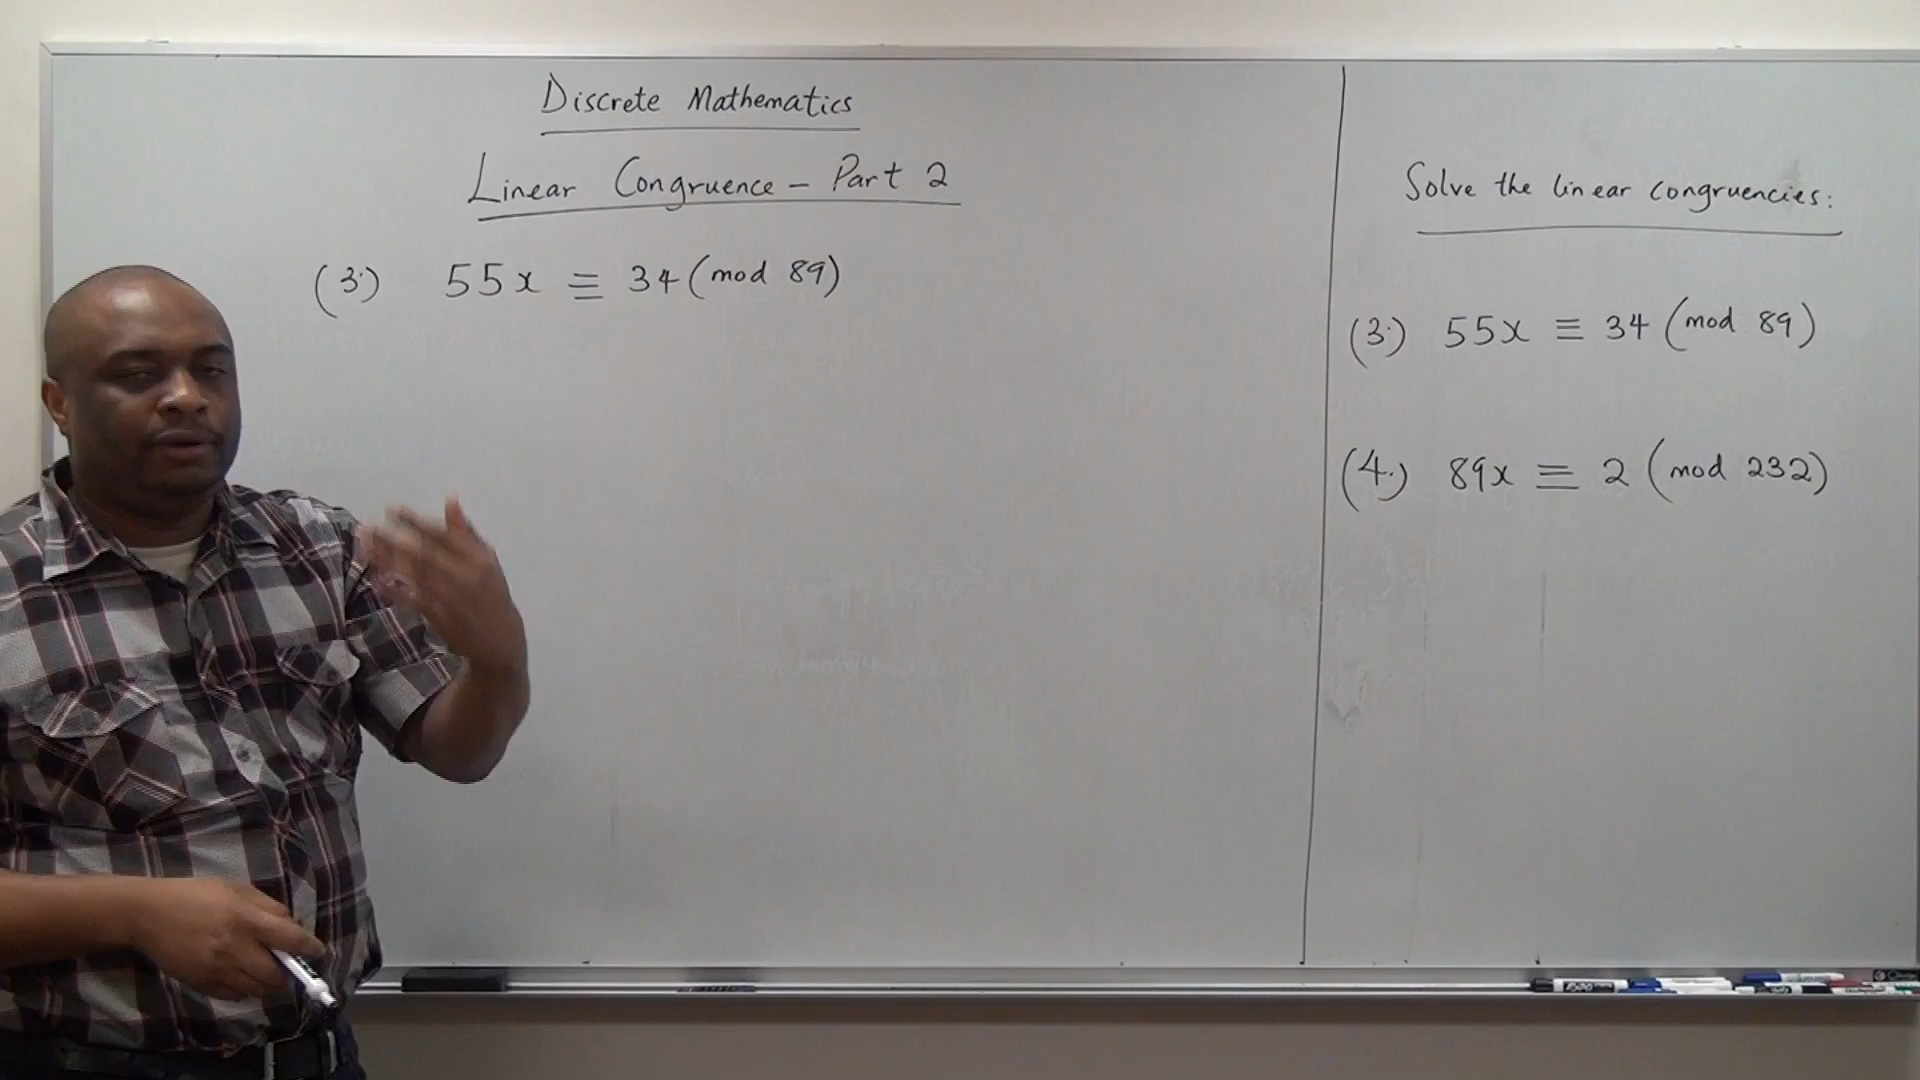 Discrete Mathematics
Linear Congruence - Part 2
(3.) 55x ≡ 34 (mod 89)
Solve the linear congruencies:
(3.) 55x ≡ 34 (mod 89)
(4.) 89x ≡ 2 (mod 232)
EXPO